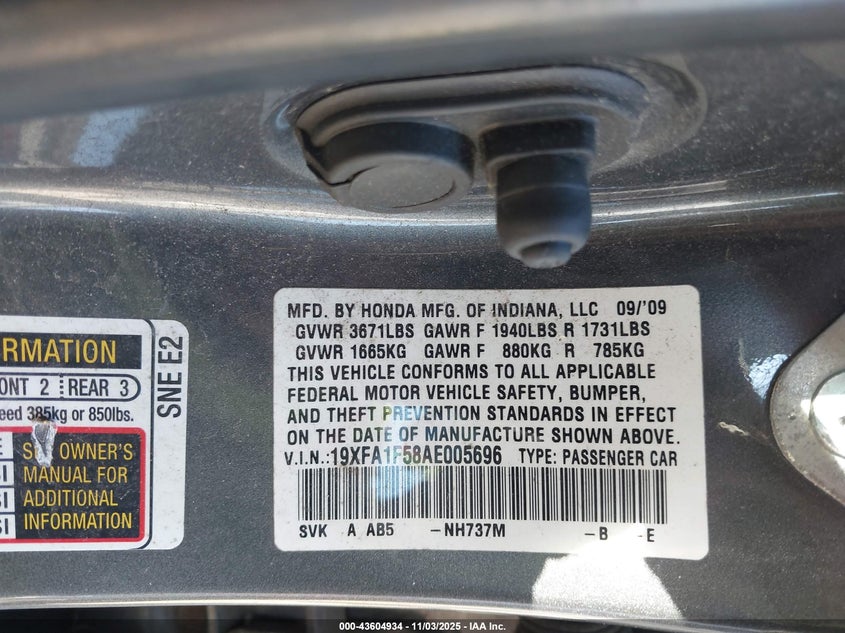 MFD. BY HONDA MFG. OF INDIANA, LLC 09/'09
GVWR 3671LBS GAWR F 1940LBS R 1731LBS
GVWR 1665KG GAWR F 880KG R 785KG
THIS VEHICLE CONFORMS TO ALL APPLICABLE
FEDERAL MOTOR VEHICLE SAFETY, BUMPER,
AND THEFT PREVENTION STANDARDS IN EFFECT
ON THE DATE OF MANUFACTURE SHOWN ABOVE.
V.I.N.:19XFA1F58AE005696 TYPE: PASSENGER CAR
SVK A AB5 -NH737M -B -E
RMATION
ONT 2 REAR 3
eed 385kg or 850lbs.
E OWNER'S
SI MANUAL FOR
SI ADDITIONAL
SI INFORMATION
SNE E2
000-43604934 - 11/03/2025 - IAA Inc.